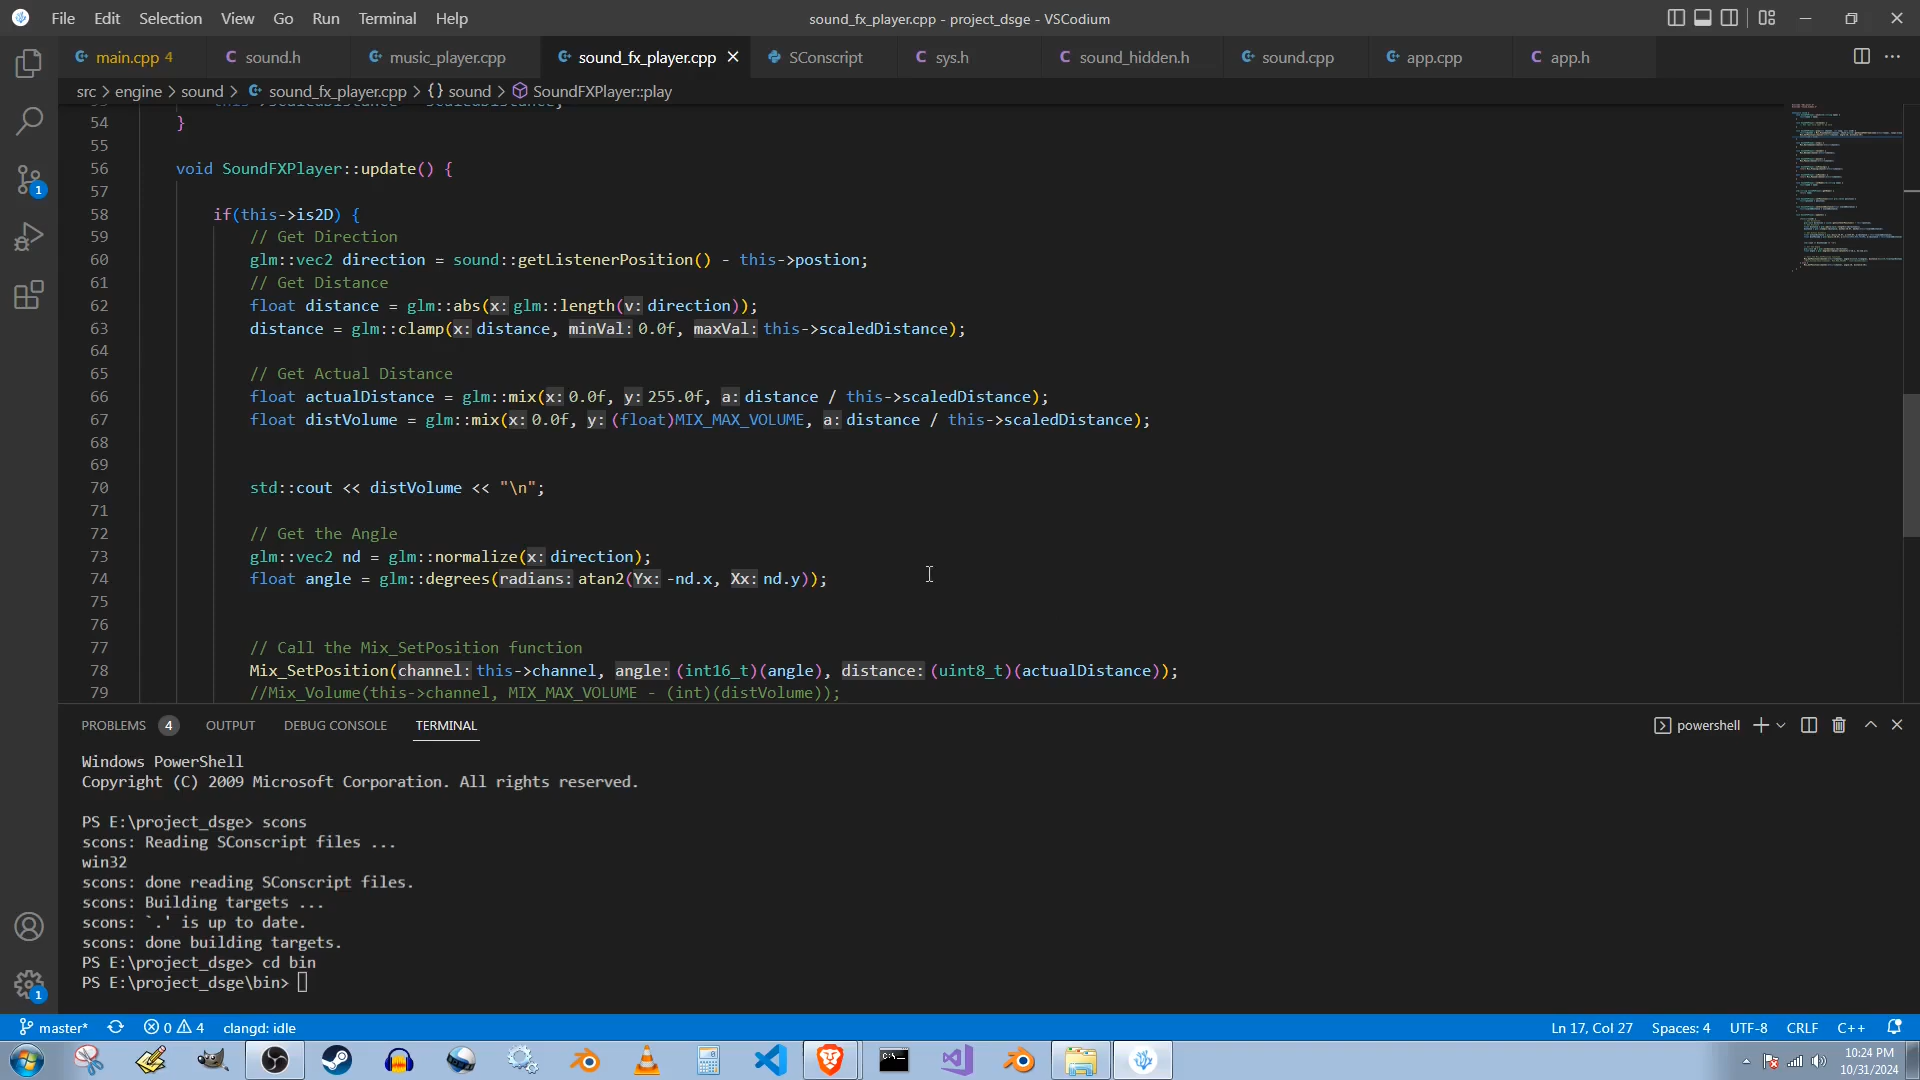 File Edit Selection View Go Run Terminal Help sound_fx_player.cpp - project_dsge - VSCodium
main.cpp 4 sound.h music_player.cpp sound_fx_player.cpp SConscript sys.h sound_hidden.h sound.cpp app.cpp app.h
src > engine > sound > sound_fx_player.cpp > {} sound > SoundFXPlayer::play
54 }
55
56 void SoundFXPlayer::update() {
57
58 if(this->is2D) {
59 // Get Direction
60 glm::vec2 direction = sound::getListenerPosition() - this->postion;
61 // Get Distance
62 float distance = glm::abs(x: glm::length(v: direction));
63 distance = glm::clamp(x: distance, minVal: 0.0f, maxVal: this->scaledDistance);
64
65 // Get Actual Distance
66 float actualDistance = glm::mix(x: 0.0f, y: 255.0f, a: distance / this->scaledDistance);
67 float distVolume = glm::mix(x: 0.0f, y: (float)MIX_MAX_VOLUME, a: distance / this->scaledDistance);
68
69
70 std::cout << distVolume << "\n";
71
72 // Get the Angle
73 glm::vec2 nd = glm::normalize(x: direction);
74 float angle = glm::degrees(radians: atan2(Yx: -nd.x, Xx: nd.y));
75
76
77 // Call the Mix_SetPosition function
78 Mix_SetPosition(channel: this->channel, angle: (int16_t)(angle), distance: (uint8_t)(actualDistance));
79 //Mix_Volume(this->channel, MIX_MAX_VOLUME - (int)(distVolume));
PROBLEMS 4 OUTPUT DEBUG CONSOLE TERMINAL powershell
Windows PowerShell
Copyright (C) 2009 Microsoft Corporation. All rights reserved.
PS E:\project_dsge> scons
scons: Reading SConscript files ...
win32
scons: done reading SConscript files.
scons: Building targets ...
scons: `.' is up to date.
scons: done building targets.
PS E:\project_dsge> cd bin
PS E:\project_dsge\bin>
master* 0 4 clangd: idle Ln 17, Col 27 Spaces: 4 UTF-8 CRLF C++
10:24 PM
10/31/2024